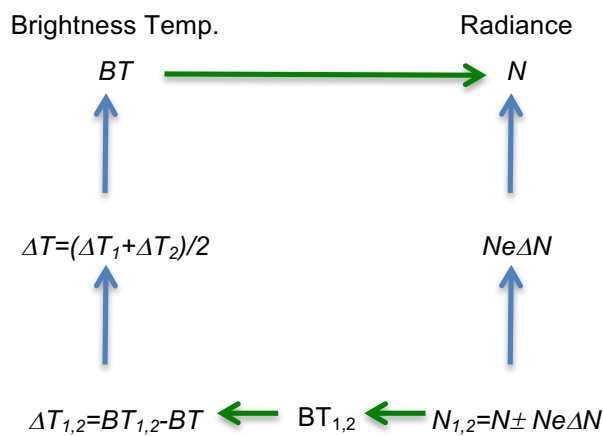 Brightness Temp. Radiance
BT N
ΔT=(ΔT₁+ΔT₂)/2 NeΔN
ΔT₁,₂=BT₁,₂-BT BT₁,₂ N₁,₂=N± NeΔN